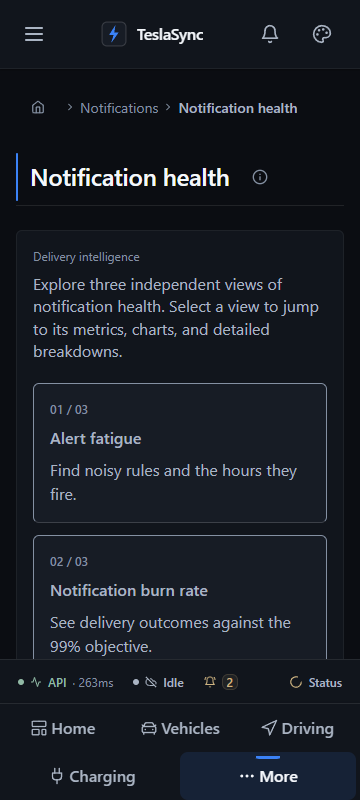 TeslaSync
Notifications > Notification health
Notification health
Delivery intelligence
Explore three independent views of
notification health. Select a view to jump
to its metrics, charts, and detailed
breakdowns.
01 / 03
Alert fatigue
Find noisy rules and the hours they
fire.
02 / 03
Notification burn rate
See delivery outcomes against the
99% objective.
API · 263ms Idle 2 Status
Home Vehicles Driving
Charging More